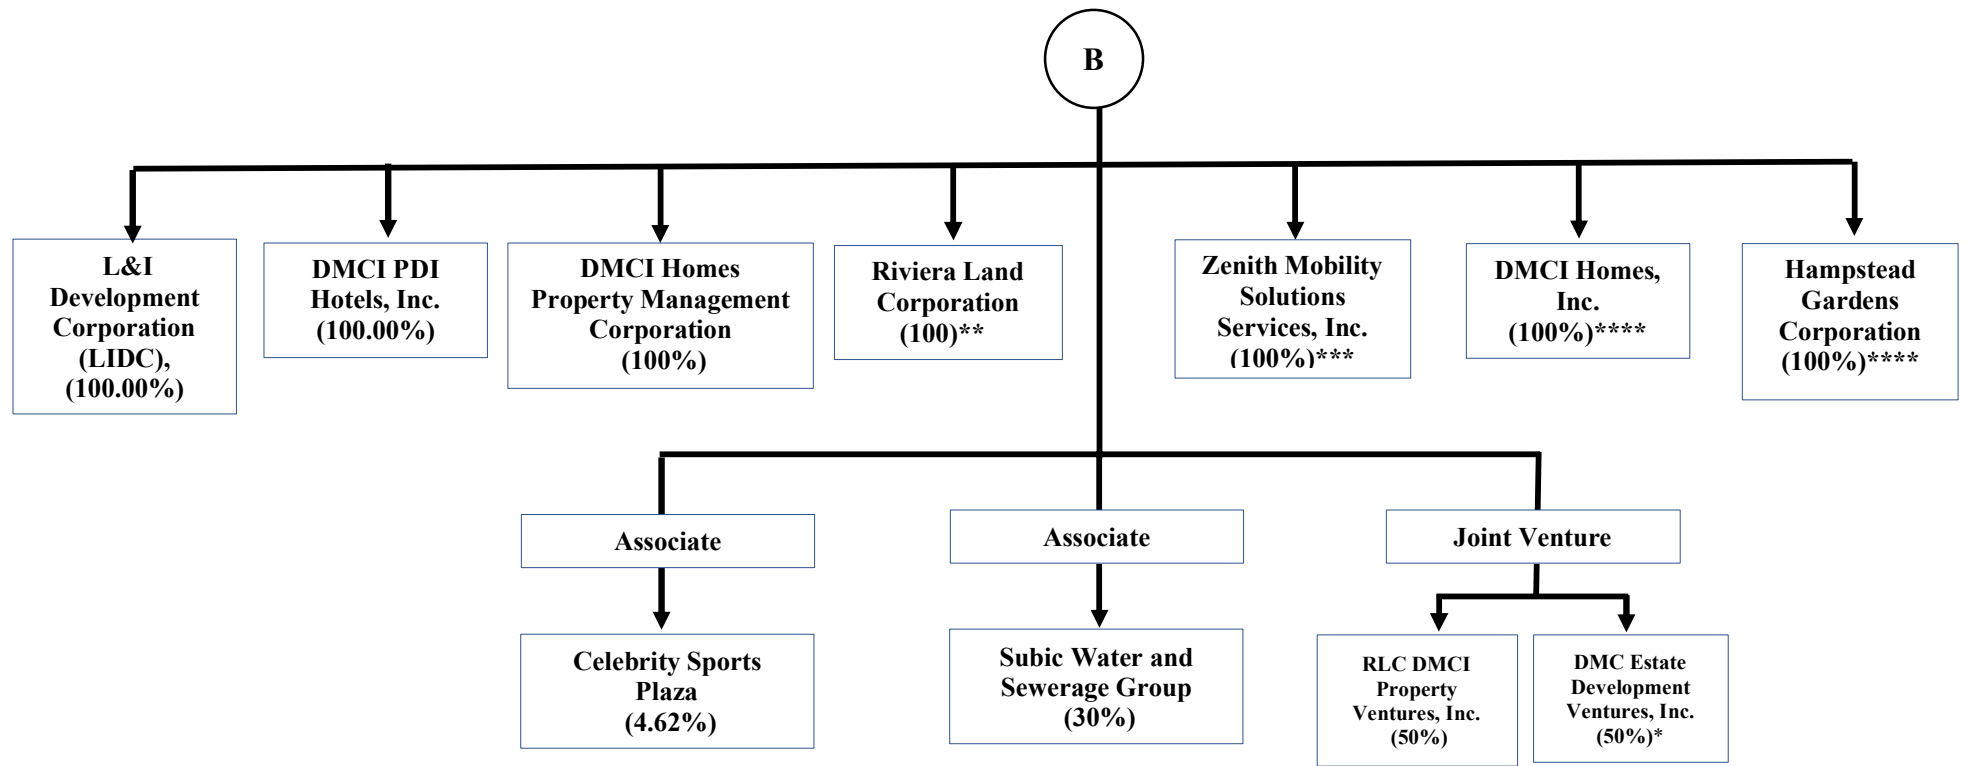 B
L&I
Development
Corporation
(LIDC),
(100.00%)
DMCI PDI
Hotels, Inc.
(100.00%)
DMCI Homes
Property Management
Corporation
(100%)
Riviera Land
Corporation
(100)**
Zenith Mobility
Solutions
Services, Inc.
(100%)***
DMCI Homes,
Inc.
(100%)****
Hampstead
Gardens
Corporation
(100%)****
Associate
Associate
Joint Venture
Celebrity Sports
Plaza
(4.62%)
Subic Water and
Sewerage Group
(30%)
RLC DMCI
Property
Ventures, Inc.
(50%)
DMC Estate
Development
Ventures, Inc.
(50%)*